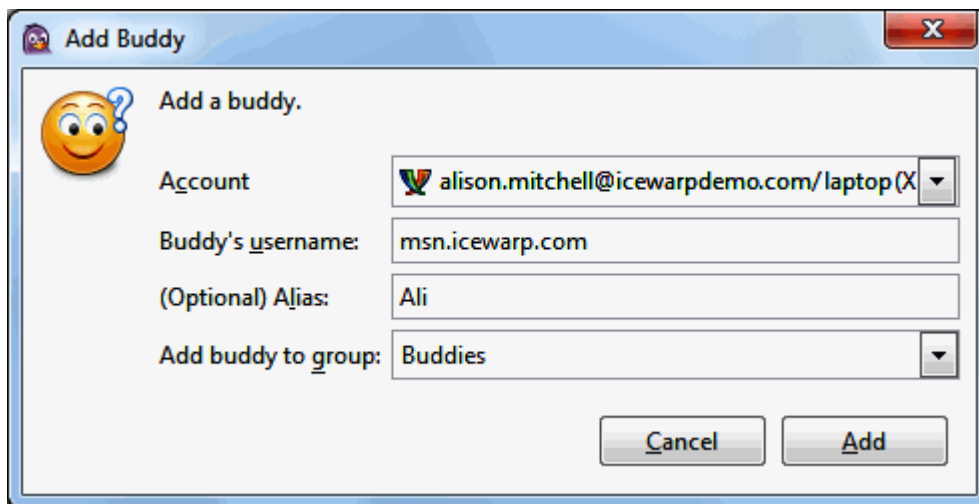 Add Buddy
Add a buddy.
Account alison.mitchell@icewarpdemo.com/laptop(X
Buddy's username: msn.icewarp.com
(Optional) Alias: Ali
Add buddy to group: Buddies
Cancel Add